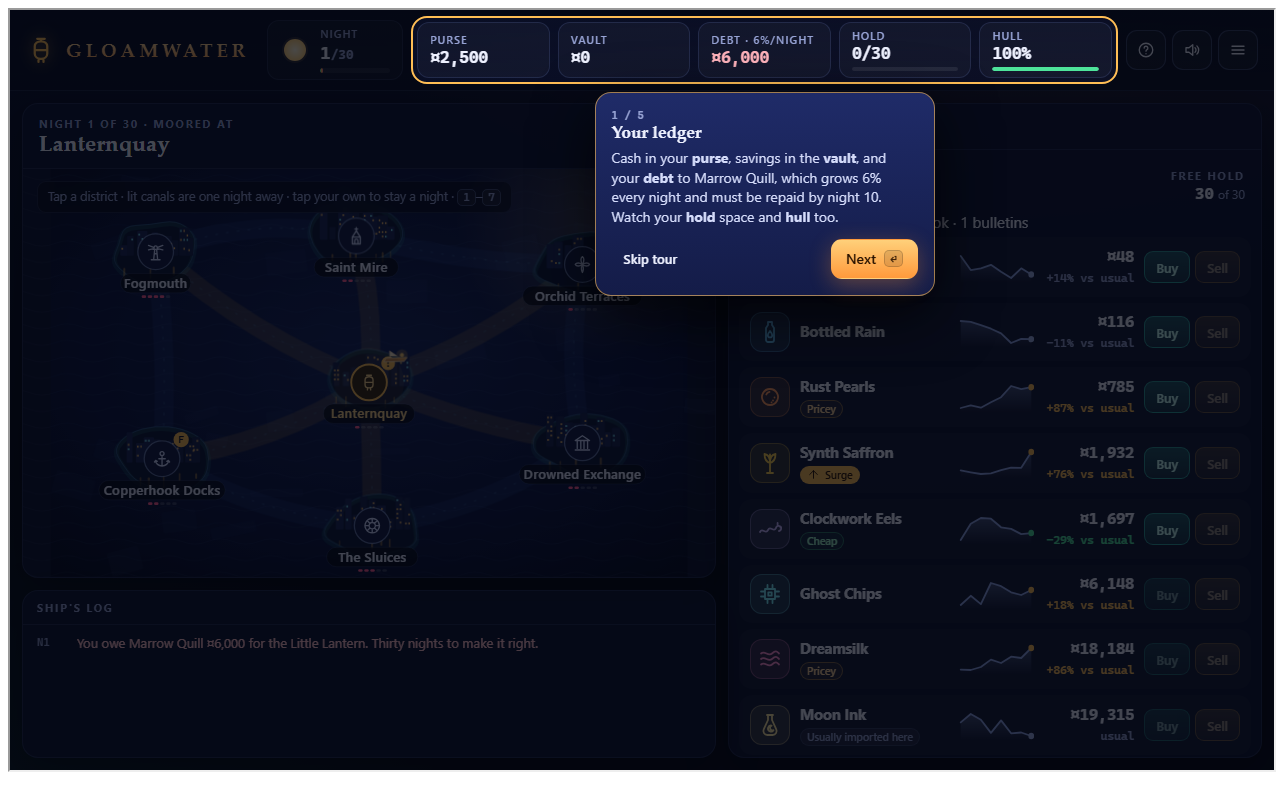 GLOAMWATER
NIGHT
1/30
PURSE
¤2,500
VAULT
¤0
DEBT · 6%/NIGHT
¤6,000
HOLD
0/30
HULL
100%
NIGHT 1 OF 30 · MOORED AT
Lanternquay
Tap a district · lit canals are one night away · tap your own to stay a night · 1 – 7
Fogmouth
Saint Mire
Orchid Terraces
Lanternquay
F
Copperhook Docks
Drowned Exchange
The Sluices
SHIP'S LOG
N1 You owe Marrow Quill ¤6,000 for the Little Lantern. Thirty nights to make it right.
1 / 5
Your ledger
Cash in your purse, savings in the vault, and
your debt to Marrow Quill, which grows 6%
every night and must be repaid by night 10.
Watch your hold space and hull too.
Skip tour
Next
FREE HOLD
30 of 30
· 1 bulletins
¤48
+14% vs usual
Buy
Sell
Bottled Rain
¤116
−11% vs usual
Buy
Sell
Rust Pearls
Pricey
¤785
+87% vs usual
Buy
Sell
Synth Saffron
↑ Surge
¤1,932
+76% vs usual
Buy
Sell
Clockwork Eels
Cheap
¤1,697
−29% vs usual
Buy
Sell
Ghost Chips
¤6,148
+18% vs usual
Buy
Sell
Dreamsilk
Pricey
¤18,184
+86% vs usual
Buy
Sell
Moon Ink
Usually imported here
¤19,315
usual
Buy
Sell